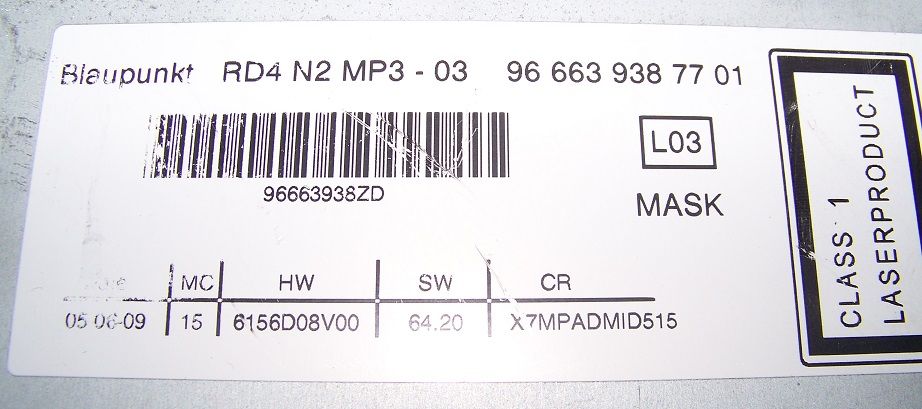 Blaupunkt RD4 N2 MP3 - 03 96 663 938 77 01
96663938ZD
L03
MASK
MC HW SW CR
05-06-09 15 6156D08V00 64.20 X7MPADMID515
CLASS 1
LASERPRODUCT